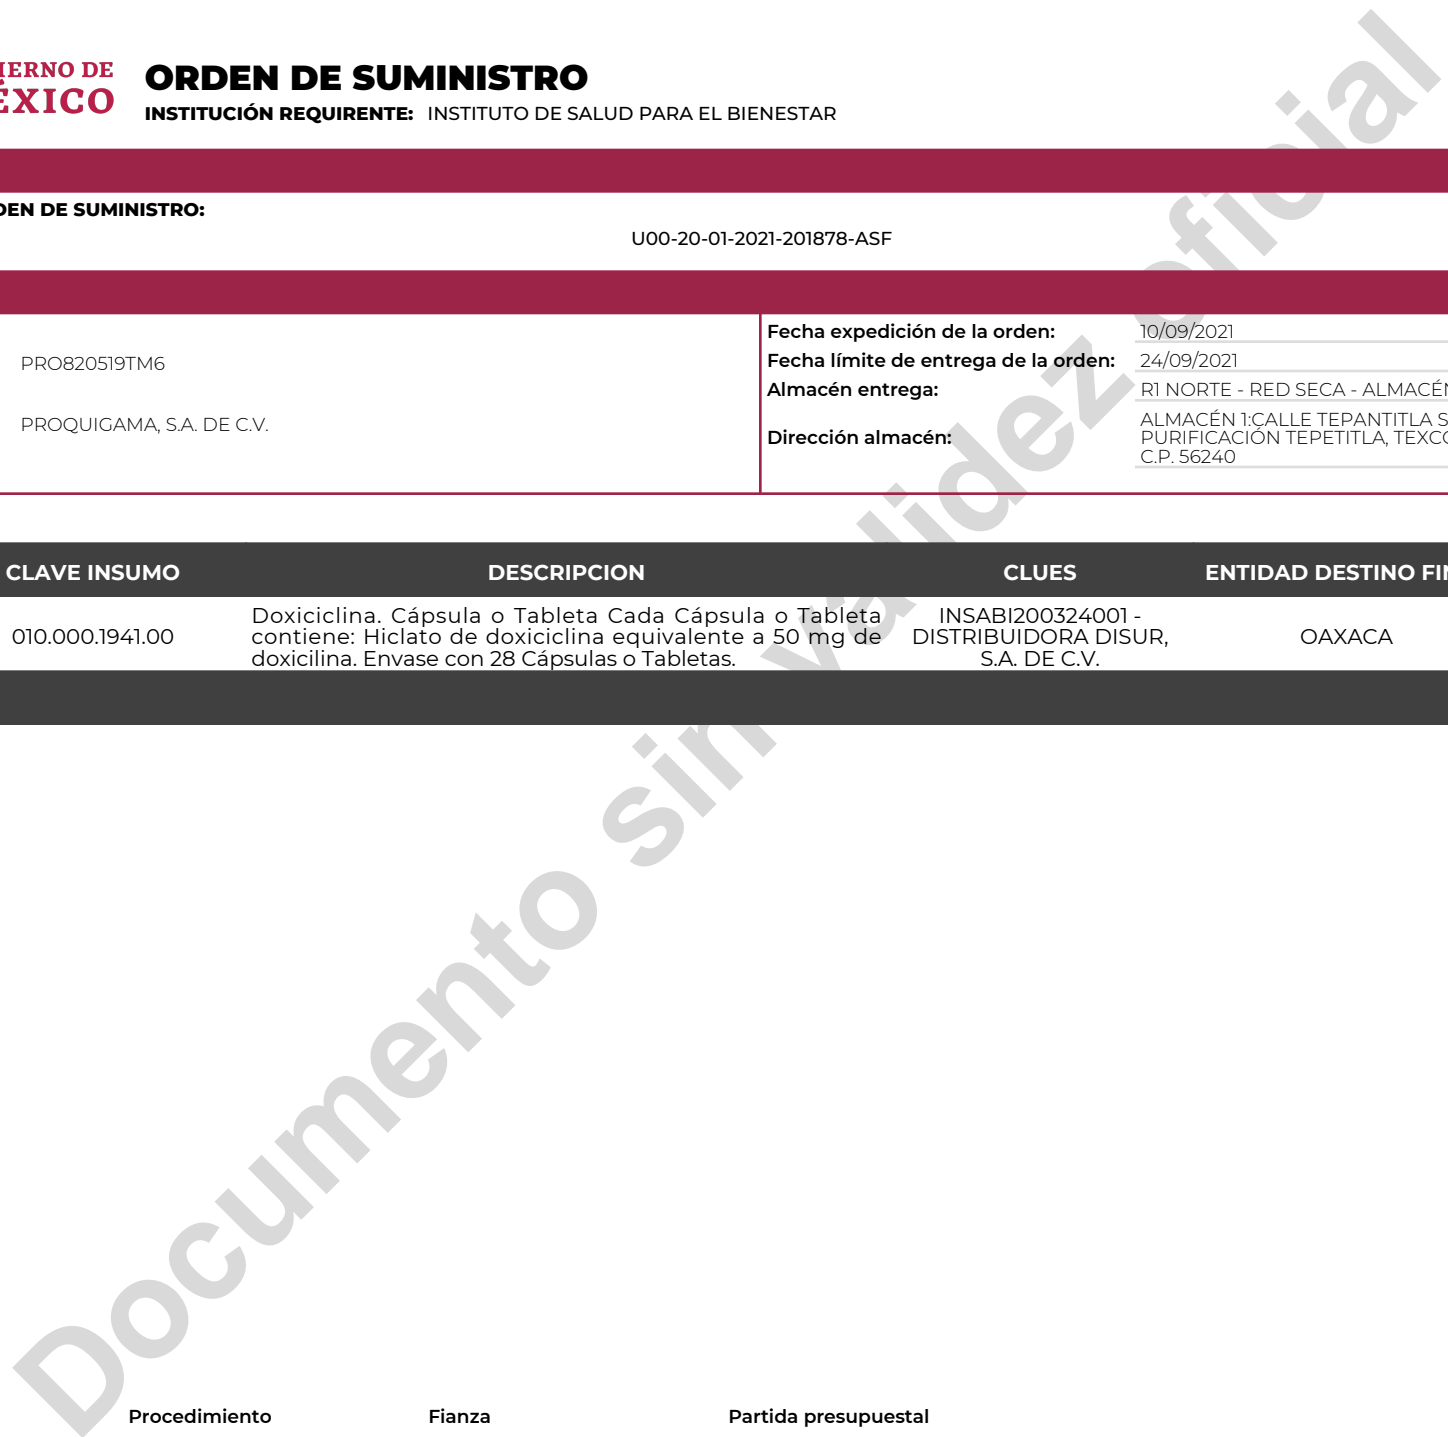 IERNO DE
ÉXICO
ORDEN DE SUMINISTRO
INSTITUCIÓN REQUIRENTE: INSTITUTO DE SALUD PARA EL BIENESTAR
DEN DE SUMINISTRO:
U00-20-01-2021-201878-ASF
PRO820519TM6
PROQUIGAMA, S.A. DE C.V.
Fecha expedición de la orden: 10/09/2021
Fecha límite de entrega de la orden: 24/09/2021
Almacén entrega: R1 NORTE - RED SECA - ALMACÉN
Dirección almacén: ALMACÉN 1:CALLE TEPANTITLA S
PURIFICACIÓN TEPETITLA, TEXCO
C.P. 56240
CLAVE INSUMO DESCRIPCION CLUES ENTIDAD DESTINO FIN
010.000.1941.00
Doxiciclina. Cápsula o Tableta Cada Cápsula o Tableta
contiene: Hiclato de doxiciclina equivalente a 50 mg de
doxicilina. Envase con 28 Cápsulas o Tabletas.
INSABI200324001 -
DISTRIBUIDORA DISUR,
S.A. DE C.V.
OAXACA
Documento sin validez oficial
Procedimiento Fianza Partida presupuestal